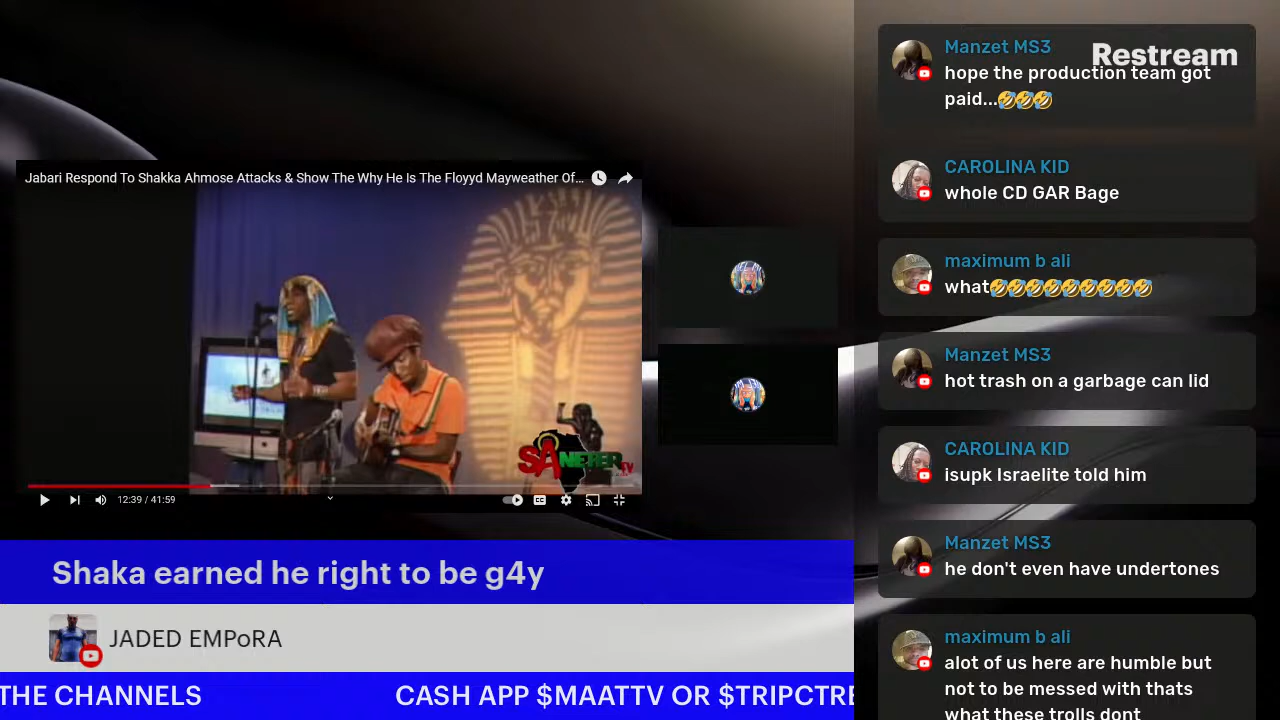 Jabari Respond To Shakka Ahmose Attacks & Show The Why He Is The Floyyd Mayweather Of...
SANETER TV
12:39 / 41:59
CC
Shaka earned he right to be g4y
JADED EMPoRA
THE CHANNELS CASH APP $MAATTV OR $TRIPCTRE
Restream
Manzet MS3
hope the production team got
paid...🤣🤣🤣
CAROLINA KID
whole CD GAR Bage
maximum b ali
what🤣🤣🤣🤣🤣🤣🤣🤣🤣
Manzet MS3
hot trash on a garbage can lid
CAROLINA KID
isupk Israelite told him
Manzet MS3
he don't even have undertones
maximum b ali
alot of us here are humble but
not to be messed with thats
what these trolls dont